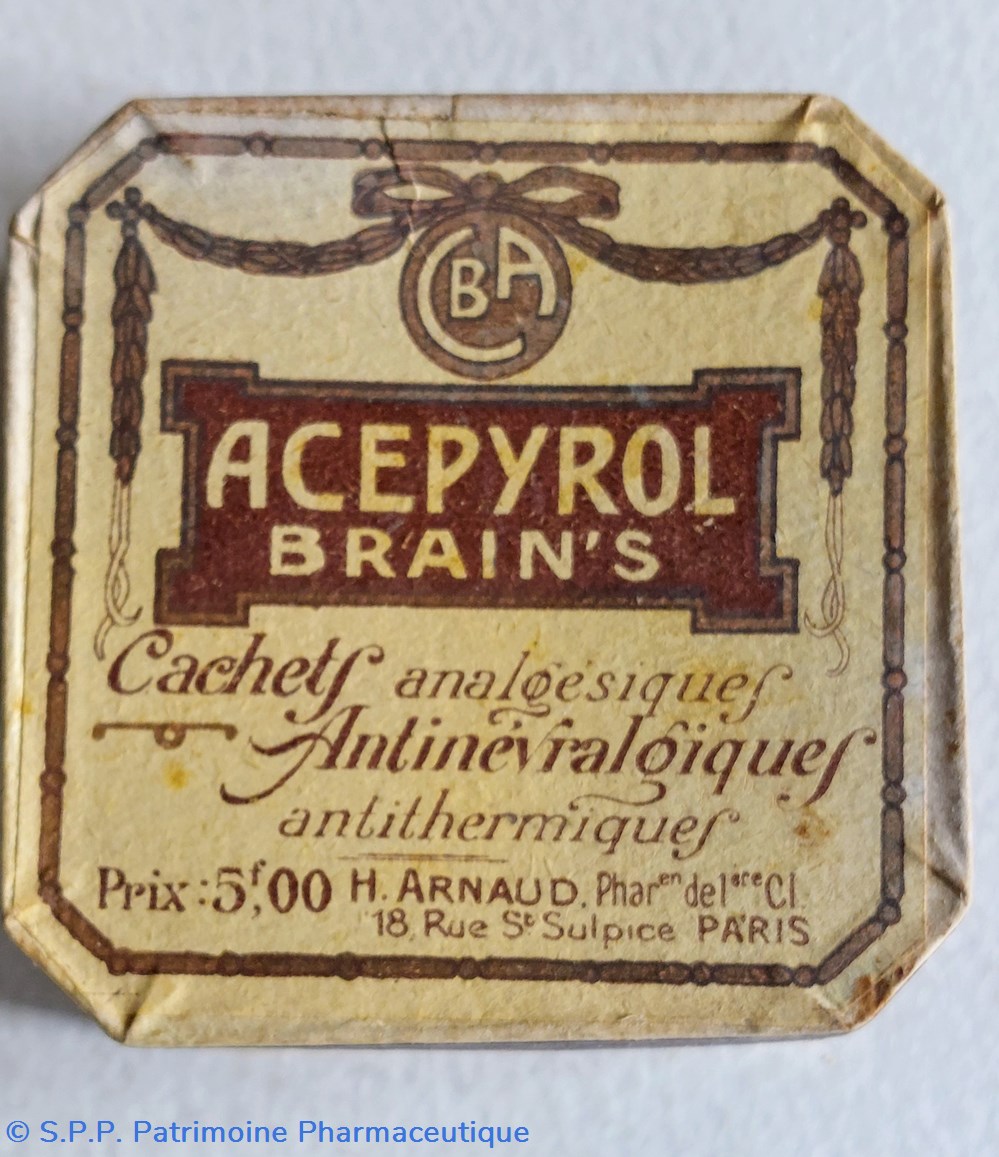 CBA
ACEPYROL
BRAIN'S
Cachets analgésiques
Antinévralgiques
antithermiques
Prix : 5f,00 H. ARNAUD, Pharen de 1ère Cl.
18, Rue St Sulpice PARIS
© S.P.P. Patrimoine Pharmaceutique